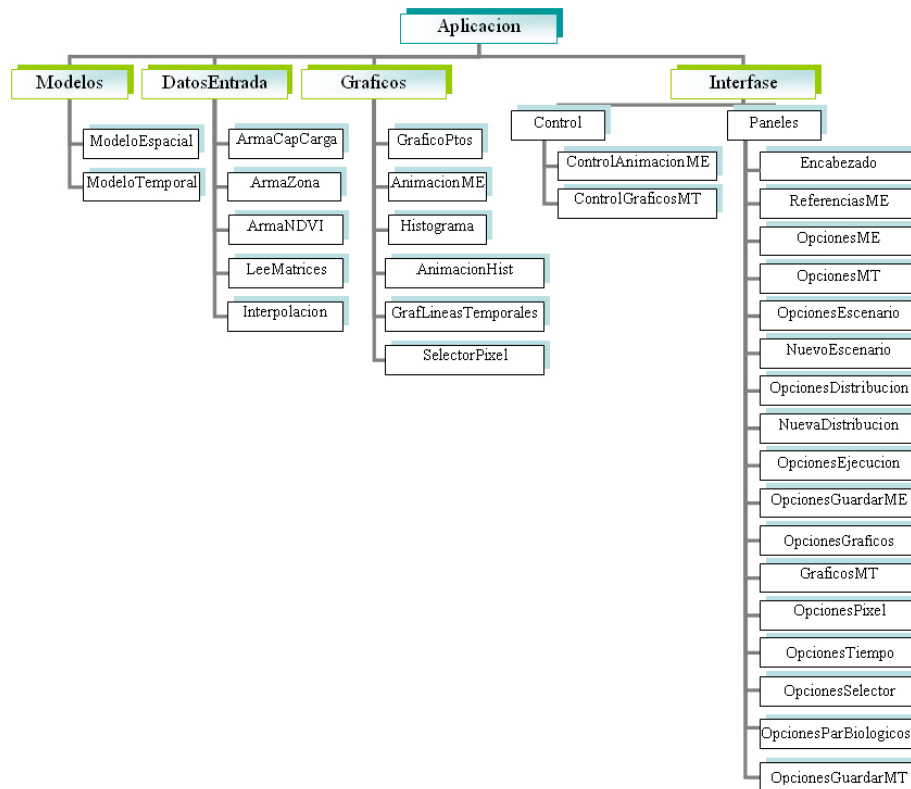 Aplicacion
Modelos
DatosEntrada
Graficos
Interfase
ModeloEspacial
ModeloTemporal
ArmaCapCarga
ArmaZona
ArmaNDVI
LeeMatrices
Interpolacion
GraficoPtos
AnimacionME
Histograma
AnimacionHist
GrafLineasTemporales
SelectorPixel
Control
ControlAnimacionME
ControlGraficosMT
Paneles
Encabezado
ReferenciasME
OpcionesME
OpcionesMT
OpcionesEscenario
NuevoEscenario
OpcionesDistribucion
NuevaDistribucion
OpcionesEjecucion
OpcionesGuardarME
OpcionesGraficos
GraficosMT
OpcionesPixel
OpcionesTiempo
OpcionesSelector
OpcionesParBiologicos
OpcionesGuardarMT